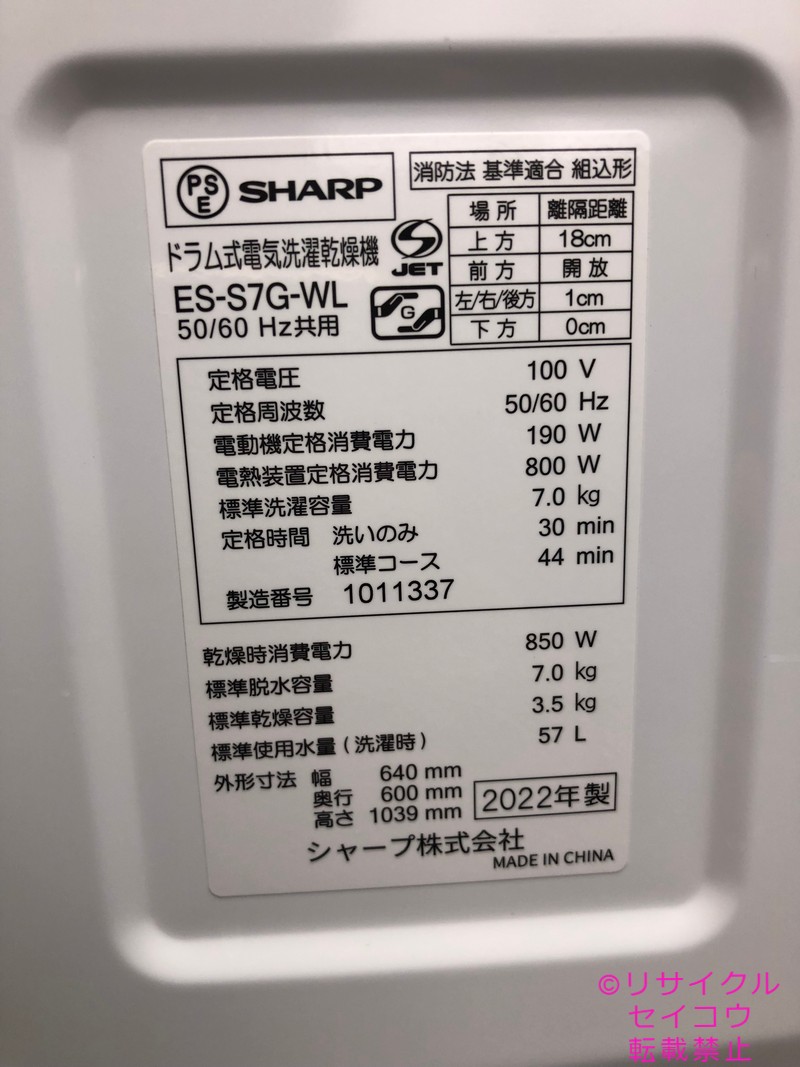 PSE SHARP
消防法 基準適合 組込形
場所 離隔距離
上方 18cm
前方 開放
左/右/後方 1cm
下方 0cm
ドラム式電気洗濯乾燥機
S JET
ES-S7G-WL
50/60 Hz共用
G
定格電圧 100 V
定格周波数 50/60 Hz
電動機定格消費電力 190 W
電熱装置定格消費電力 800 W
標準洗濯容量 7.0 kg
定格時間 洗いのみ 30 min
標準コース 44 min
製造番号 1011337
乾燥時消費電力 850 W
標準脱水容量 7.0 kg
標準乾燥容量 3.5 kg
標準使用水量(洗濯時) 57 L
外形寸法 幅 640 mm
奥行 600 mm
高さ 1039 mm
2022年製
シャープ株式会社
MADE IN CHINA
©リサイクル
セイコウ
転載禁止